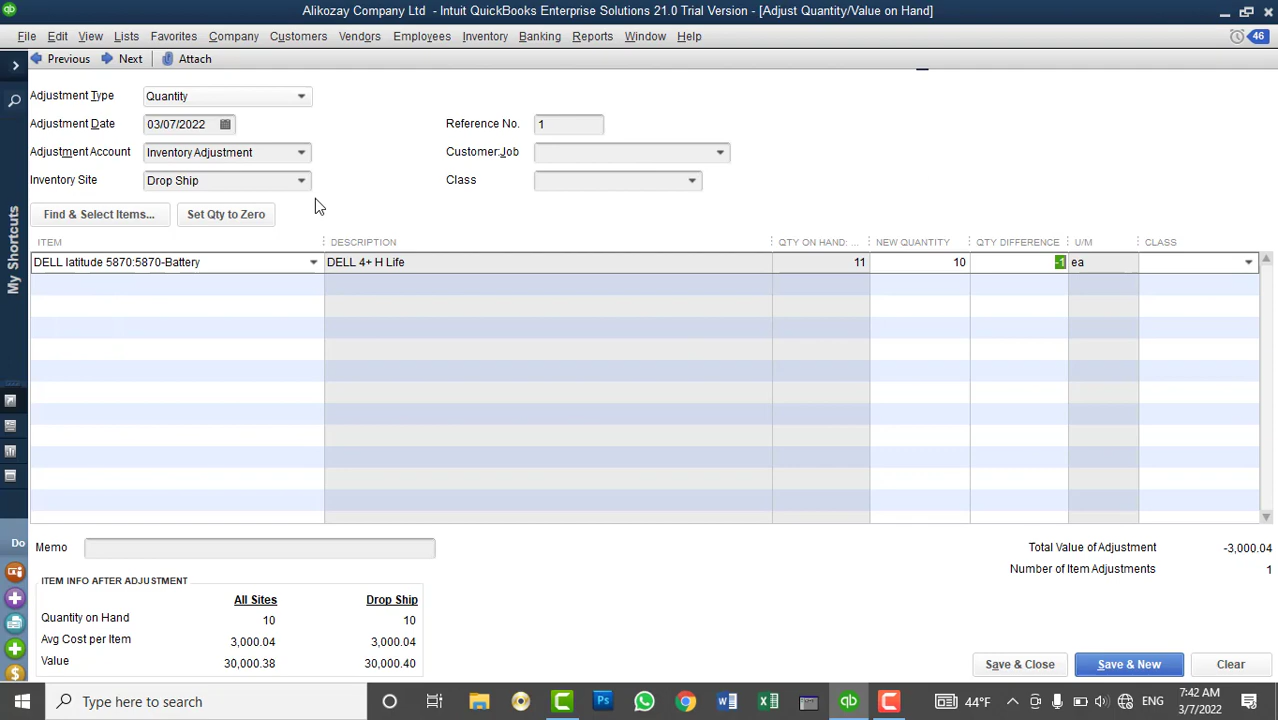 Alikozay Company Ltd - Intuit QuickBooks Enterprise Solutions 21.0 Trial Version - [Adjust Quantity/Value on Hand]
File Edit View Lists Favorites Company Customers Vendors Employees Inventory Banking Reports Window Help 46
Previous Next Attach
Adjustment Type Quantity
Adjustment Date 03/07/2022 Reference No. 1
Adjustment Account Inventory Adjustment Customer:Job
Inventory Site Drop Ship Class
Find & Select Items... Set Qty to Zero
My Shortcuts
ITEM DESCRIPTION QTY ON HAND: ... NEW QUANTITY QTY DIFFERENCE U/M CLASS
DELL latitude 5870:5870-Battery DELL 4+ H Life 11 10 -1 ea
Do
Memo Total Value of Adjustment -3,000.04
Number of Item Adjustments 1
ITEM INFO AFTER ADJUSTMENT
All Sites Drop Ship
Quantity on Hand 10 10
Avg Cost per Item 3,000.04 3,000.04
Value 30,000.38 30,000.40
Save & Close Save & New Clear
Type here to search
44°F ENG
7:42 AM
3/7/2022